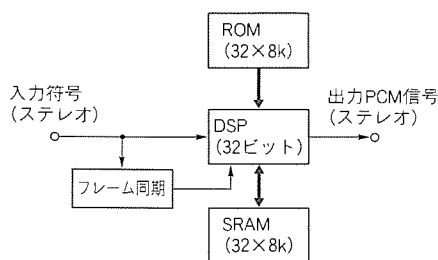 ROM
(32×8k)
入力符号
(ステレオ)
出力PCM信号
(ステレオ)
DSP
(32ビット)
フレーム同期
SRAM
(32×8k)